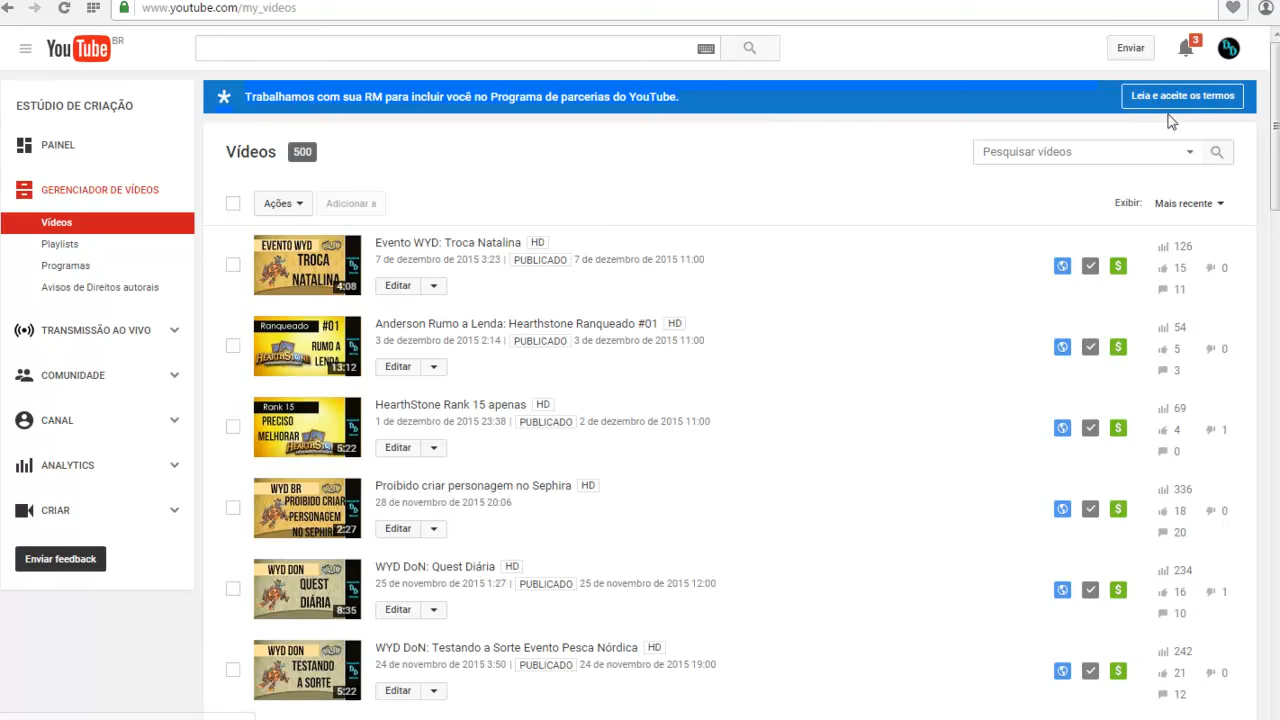 www.youtube.com/my_videos
YouTube BR
Enviar
3
ESTÚDIO DE CRIAÇÃO
PAINEL
GERENCIADOR DE VÍDEOS
Vídeos
Playlists
Programas
Avisos de Direitos autorais
TRANSMISSÃO AO VIVO
COMUNIDADE
CANAL
ANALYTICS
CRIAR
Enviar feedback
Trabalhamos com sua RM para incluir você no Programa de parcerias do YouTube.
Leia e aceite os termos
Vídeos 500
Pesquisar vídeos
Ações
Adicionar a
Exibir: Mais recente
EVENTO WYD
TROCA
NATALINA
4:08
Evento WYD: Troca Natalina HD
7 de dezembro de 2015 3:23 | PUBLICADO 7 de dezembro de 2015 11:00
Editar
126
15 0
11
Ranqueado #01
RUMO A
LENDA
HEARTHSTONE
13:12
Anderson Rumo a Lenda: Hearthstone Ranqueado #01 HD
3 de dezembro de 2015 2:14 | PUBLICADO 3 de dezembro de 2015 11:00
Editar
54
5 0
3
Rank 15
PRECISO
MELHORAR
HEARTHSTONE
5:22
HearthStone Rank 15 apenas HD
1 de dezembro de 2015 23:38 | PUBLICADO 2 de dezembro de 2015 11:00
Editar
69
4 1
0
WYD BR
PROIBIDO CRIAR
PERSONAGEM
NO SEPHIRA
2:27
Proibido criar personagem no Sephira HD
28 de novembro de 2015 20:06
Editar
336
18 0
20
WYD DON
QUEST
DIÁRIA
8:35
WYD DoN: Quest Diária HD
25 de novembro de 2015 1:27 | PUBLICADO 25 de novembro de 2015 12:00
Editar
234
16 1
10
WYD DON
TESTANDO
A SORTE
5:22
WYD DoN: Testando a Sorte Evento Pesca Nórdica HD
24 de novembro de 2015 3:50 | PUBLICADO 24 de novembro de 2015 19:00
Editar
242
21 0
12